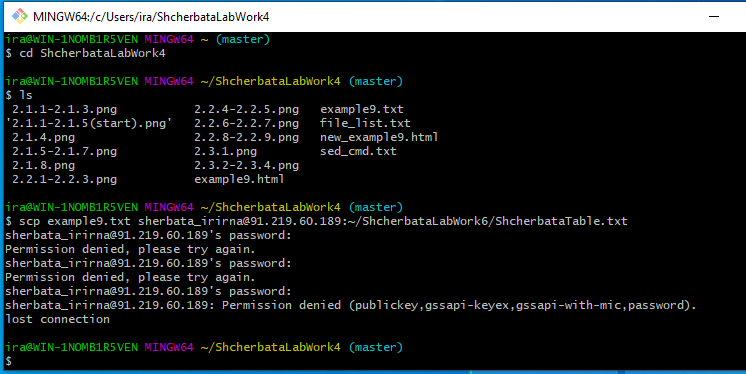 MINGW64:/c/Users/ira/ShcherbataLabWork4
ira@WIN-1NOMB1R5VEN MINGW64 ~ (master)
$ cd ShcherbataLabWork4
ira@WIN-1NOMB1R5VEN MINGW64 ~/ShcherbataLabWork4 (master)
$ ls
2.1.1-2.1.3.png 2.2.4-2.2.5.png example9.txt
'2.1.1-2.1.5(start).png' 2.2.6-2.2.7.png file_list.txt
2.1.4.png 2.2.8-2.2.9.png new_example9.html
2.1.5-2.1.7.png 2.3.1.png sed_cmd.txt
2.1.8.png 2.3.2-2.3.4.png
2.2.1-2.2.3.png example9.html
ira@WIN-1NOMB1R5VEN MINGW64 ~/ShcherbataLabWork4 (master)
$ scp example9.txt sherbata_irirna@91.219.60.189:~/ShcherbataLabWork6/ShcherbataTable.txt
sherbata_irirna@91.219.60.189's password:
Permission denied, please try again.
sherbata_irirna@91.219.60.189's password:
Permission denied, please try again.
sherbata_irirna@91.219.60.189's password:
sherbata_irirna@91.219.60.189: Permission denied (publickey,gssapi-keyex,gssapi-with-mic,password).
lost connection
ira@WIN-1NOMB1R5VEN MINGW64 ~/ShcherbataLabWork4 (master)
$